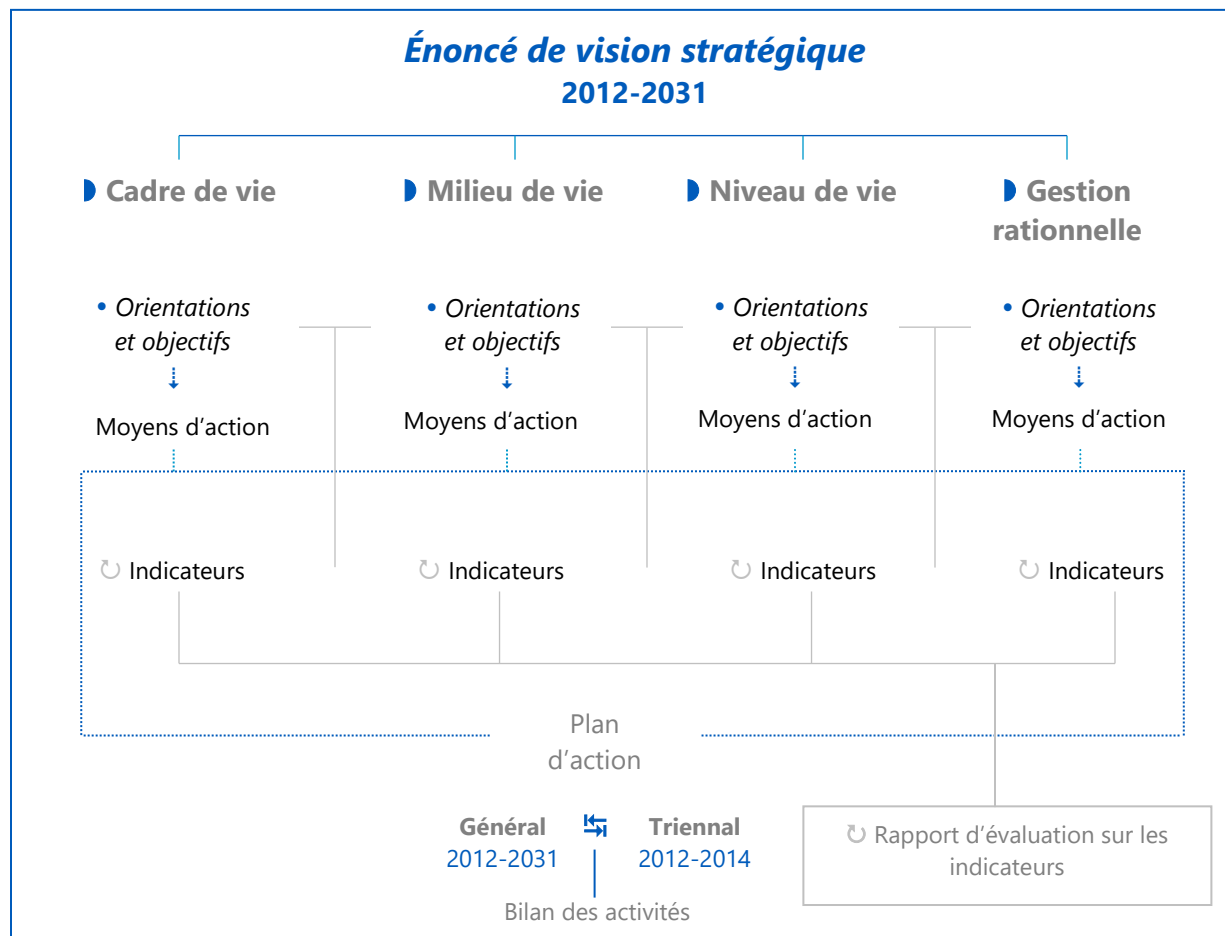 Énoncé de vision stratégique
2012-2031
Cadre de vie
Milieu de vie
Niveau de vie
Gestion
rationnelle
• Orientations
et objectifs
• Orientations
et objectifs
• Orientations
et objectifs
• Orientations
et objectifs
Moyens d’action
Moyens d’action
Moyens d’action
Moyens d’action
Indicateurs
Indicateurs
Indicateurs
Indicateurs
Plan
d’action
Général
2012-2031
Triennal
2012-2014
Bilan des activités
Rapport d’évaluation sur les
indicateurs